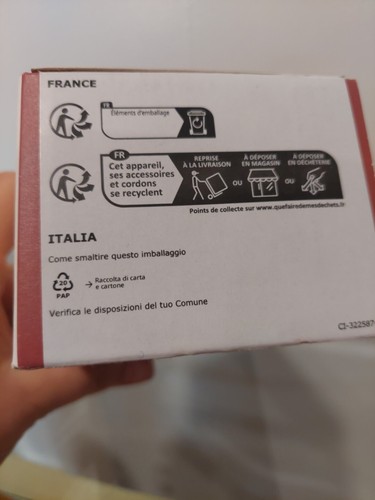 FRANCE
FR
Éléments d'emballage
FR
Cet appareil,
ses accessoires
et cordons
se recyclent
REPRISE
À LA LIVRAISON
OU
À DÉPOSER
EN MAGASIN
OU
À DÉPOSER
EN DÉCHÈTERIE
Points de collecte sur www.quefairedemesdechets.fr
ITALIA
Come smaltire questo imballaggio
20
PAP
→ Raccolta di carta
e cartone
Verifica le disposizioni del tuo Comune